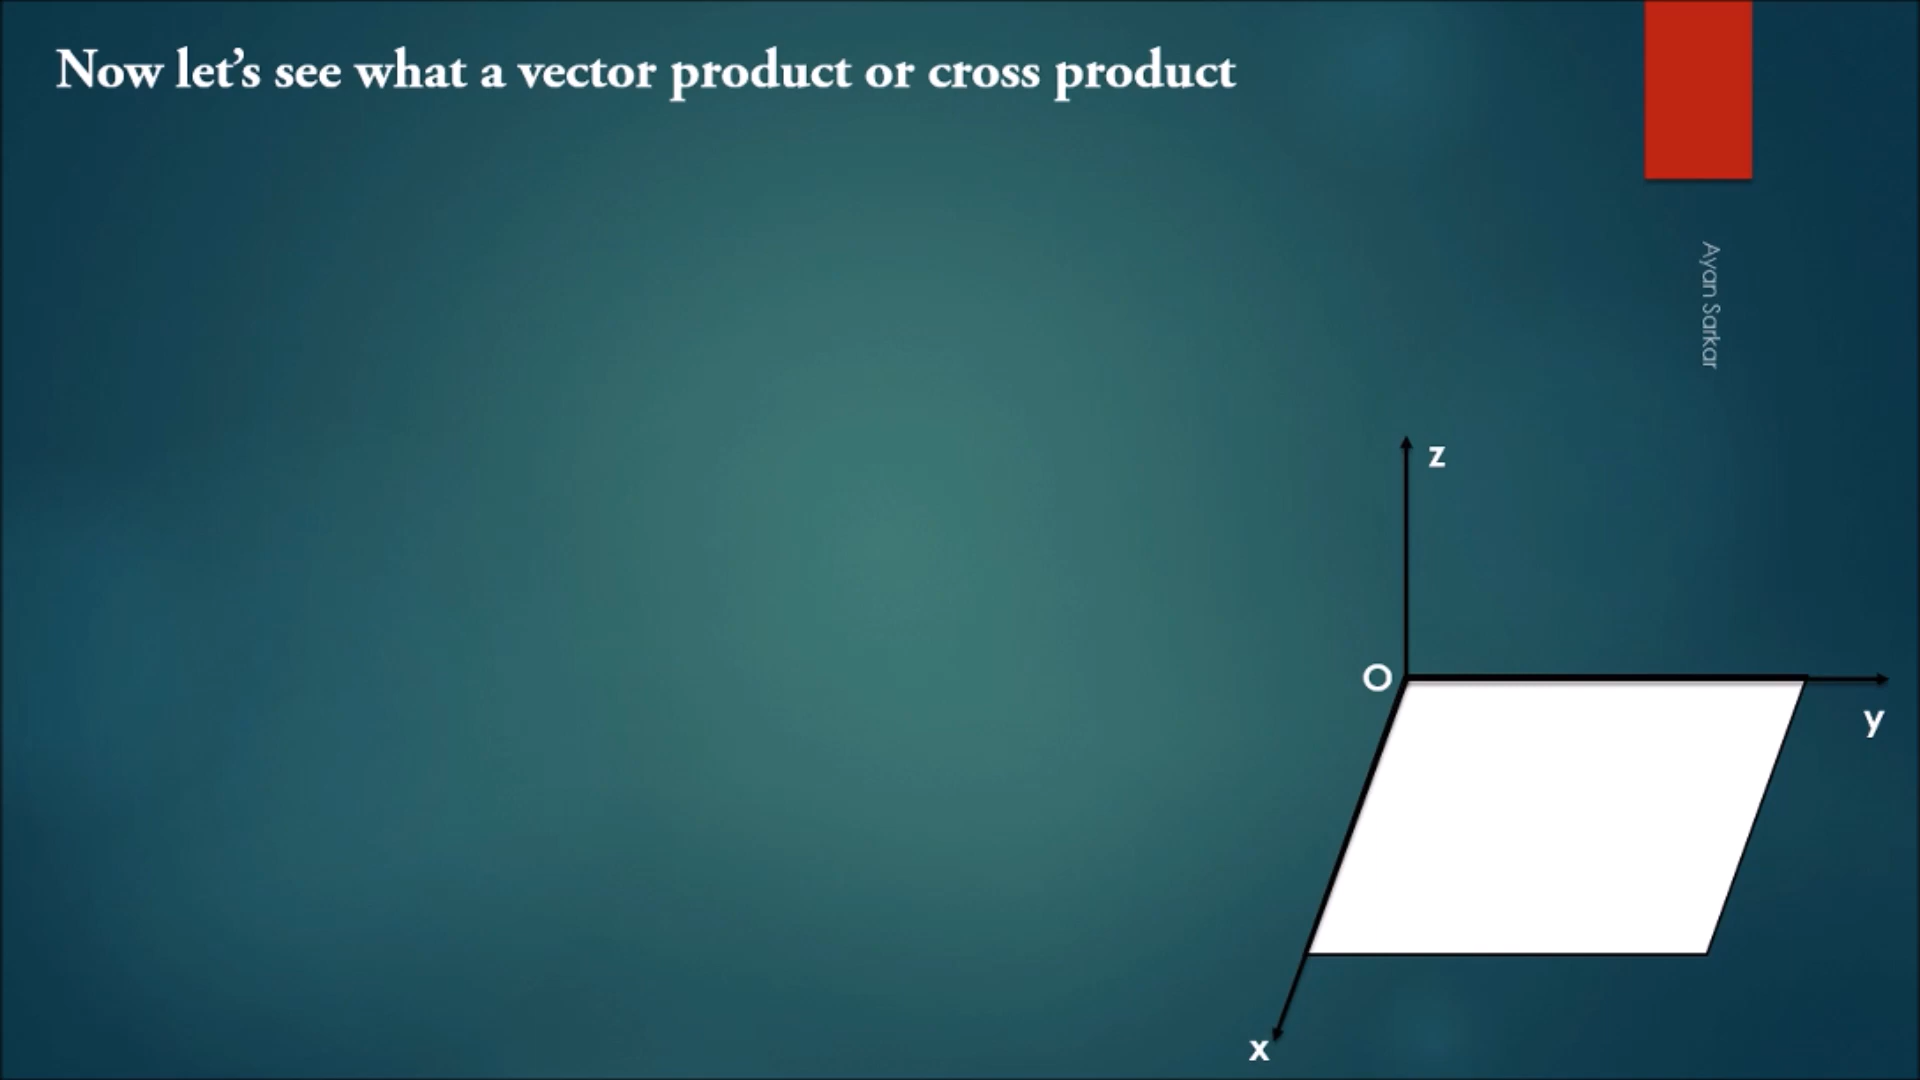 Now let’s see what a vector product or cross product
Ayan Sarkar
z
O
y
x